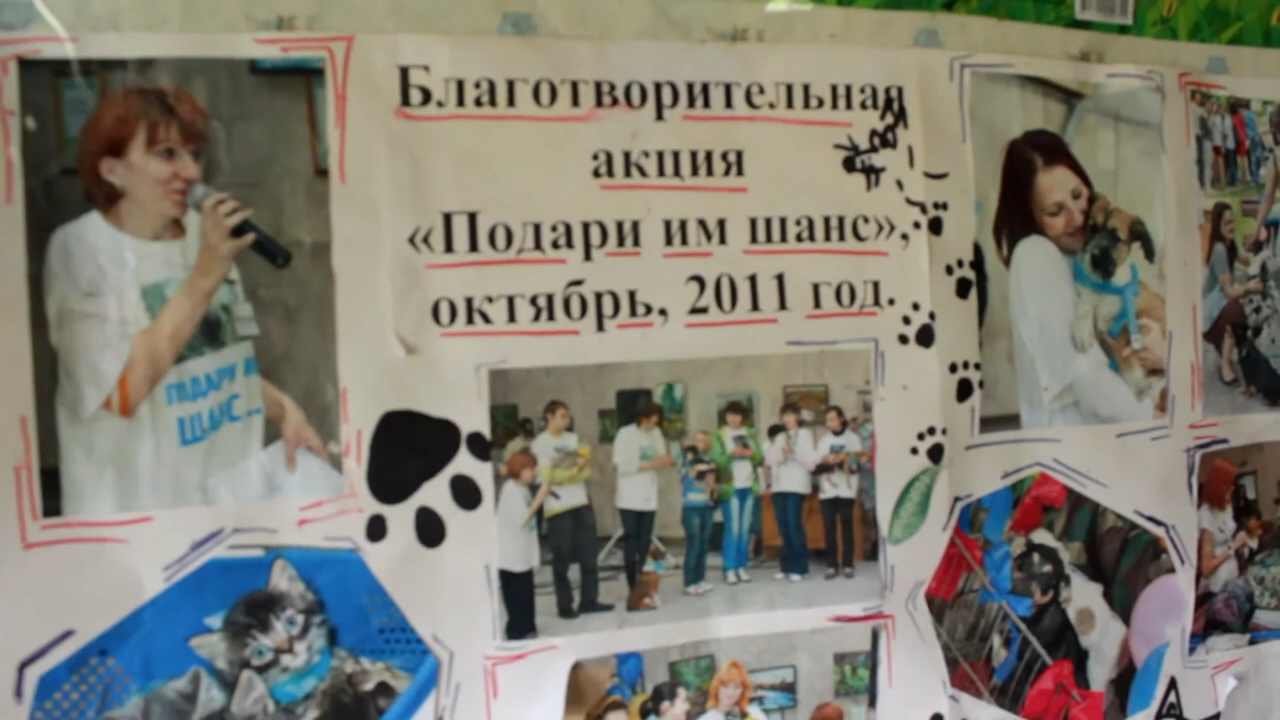 Благотворительная
акция
«Подари им шанс»,
октябрь, 2011 год.
ПОДАРИ
ШАНС...